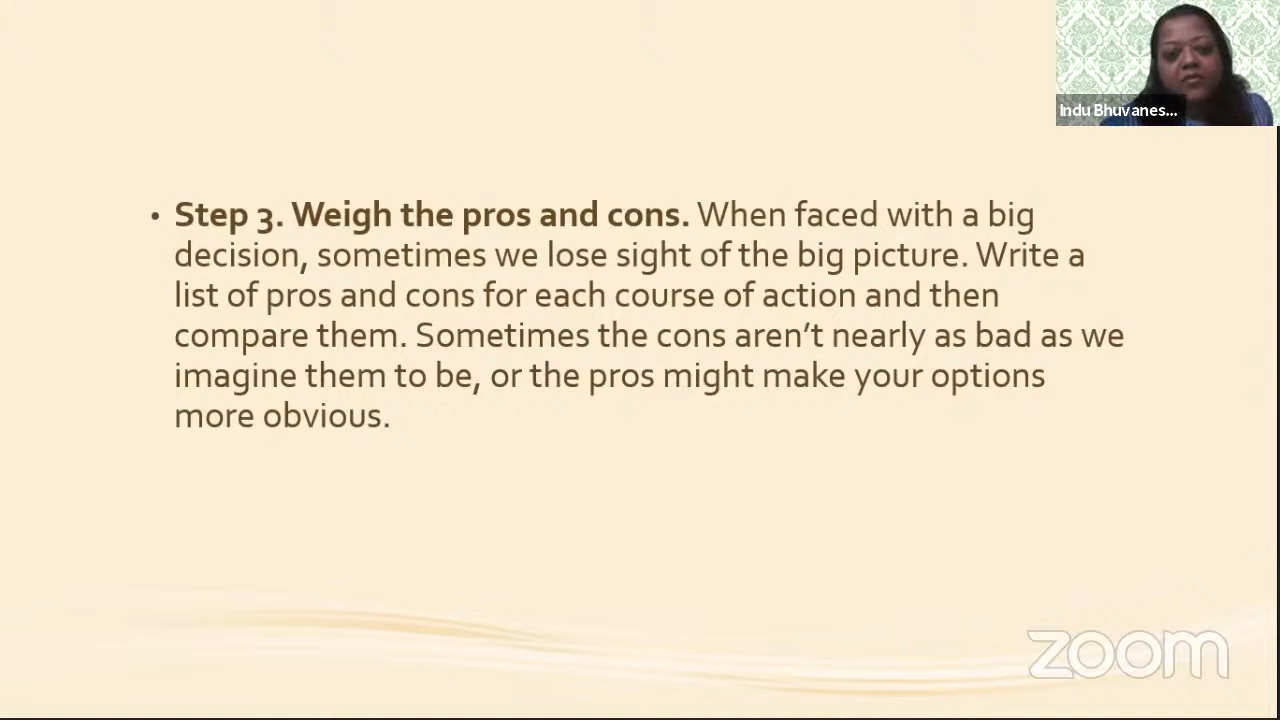 Indu Bhuvanes...
• Step 3. Weigh the pros and cons. When faced with a big
decision, sometimes we lose sight of the big picture. Write a
list of pros and cons for each course of action and then
compare them. Sometimes the cons aren’t nearly as bad as we
imagine them to be, or the pros might make your options
more obvious.
zoom